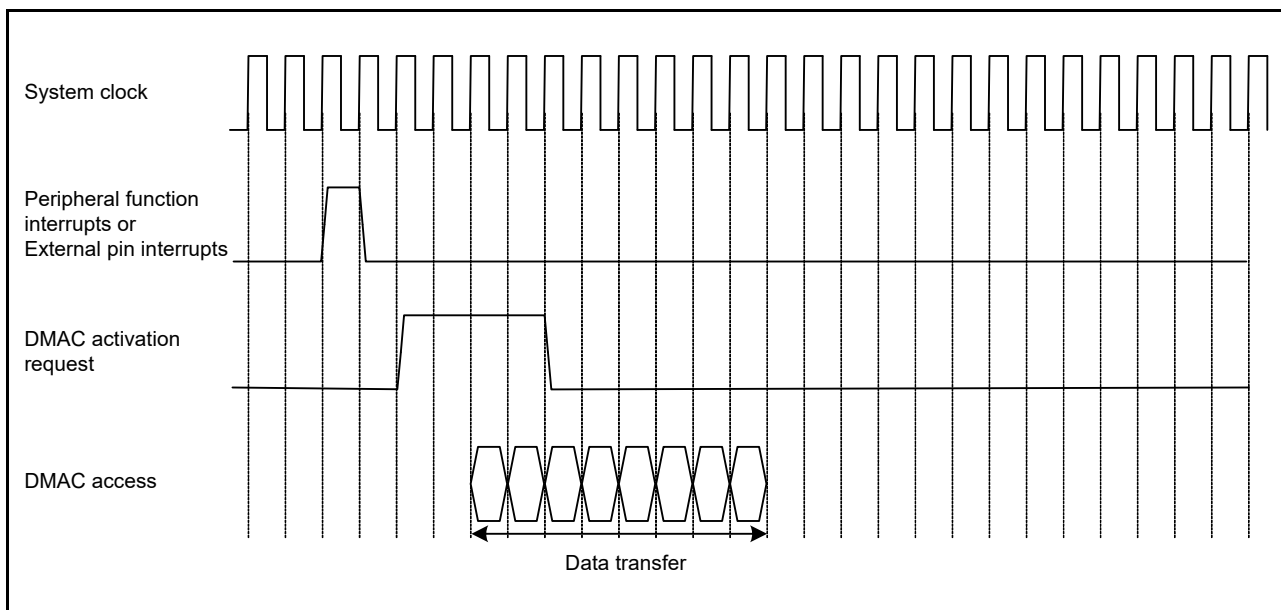 System clock
Peripheral function
interrupts or
External pin interrupts
DMAC activation
request
DMAC access
Data transfer